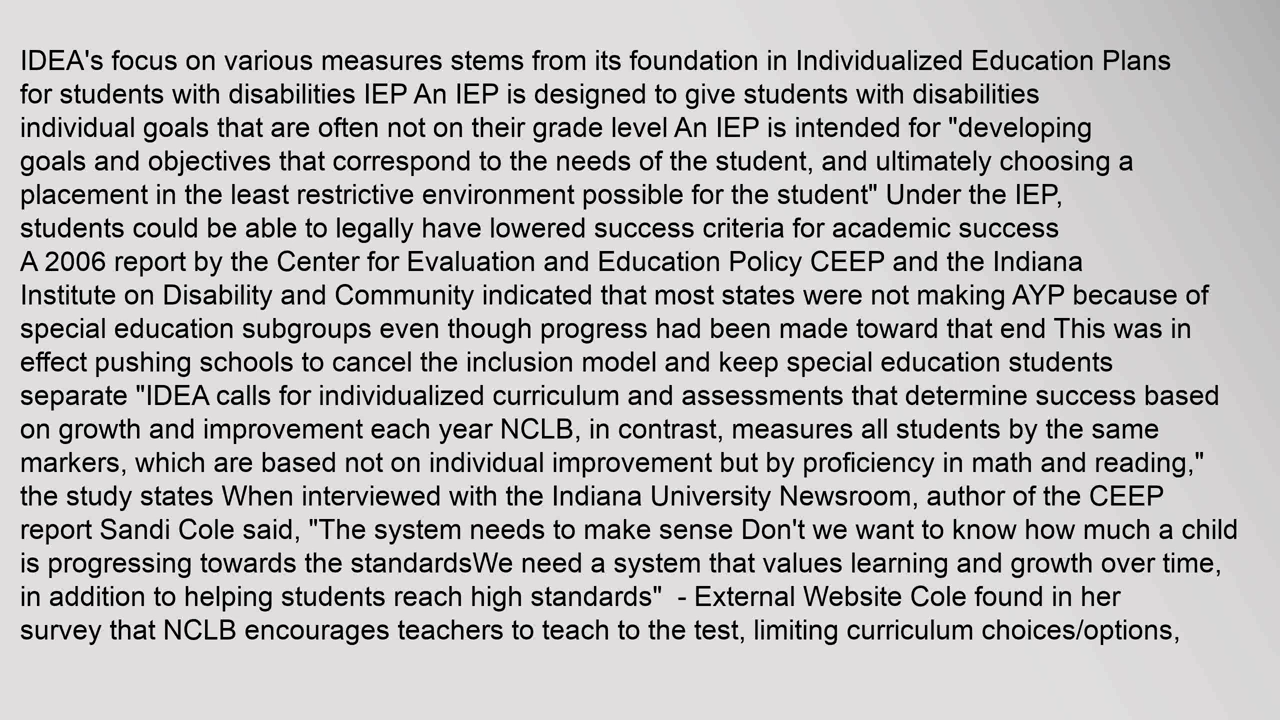 IDEA's focus on various measures stems from its foundation in Individualized Education Plans
for students with disabilities IEP An IEP is designed to give students with disabilities
individual goals that are often not on their grade level An IEP is intended for "developing
goals and objectives that correspond to the needs of the student, and ultimately choosing a
placement in the least restrictive environment possible for the student" Under the IEP,
students could be able to legally have lowered success criteria for academic success
A 2006 report by the Center for Evaluation and Education Policy CEEP and the Indiana
Institute on Disability and Community indicated that most states were not making AYP because of
special education subgroups even though progress had been made toward that end This was in
effect pushing schools to cancel the inclusion model and keep special education students
separate "IDEA calls for individualized curriculum and assessments that determine success based
on growth and improvement each year NCLB, in contrast, measures all students by the same
markers, which are based not on individual improvement but by proficiency in math and reading,"
the study states When interviewed with the Indiana University Newsroom, author of the CEEP
report Sandi Cole said, "The system needs to make sense Don't we want to know how much a child
is progressing towards the standardsWe need a system that values learning and growth over time,
in addition to helping students reach high standards"  - External Website Cole found in her
survey that NCLB encourages teachers to teach to the test, limiting curriculum choices/options,